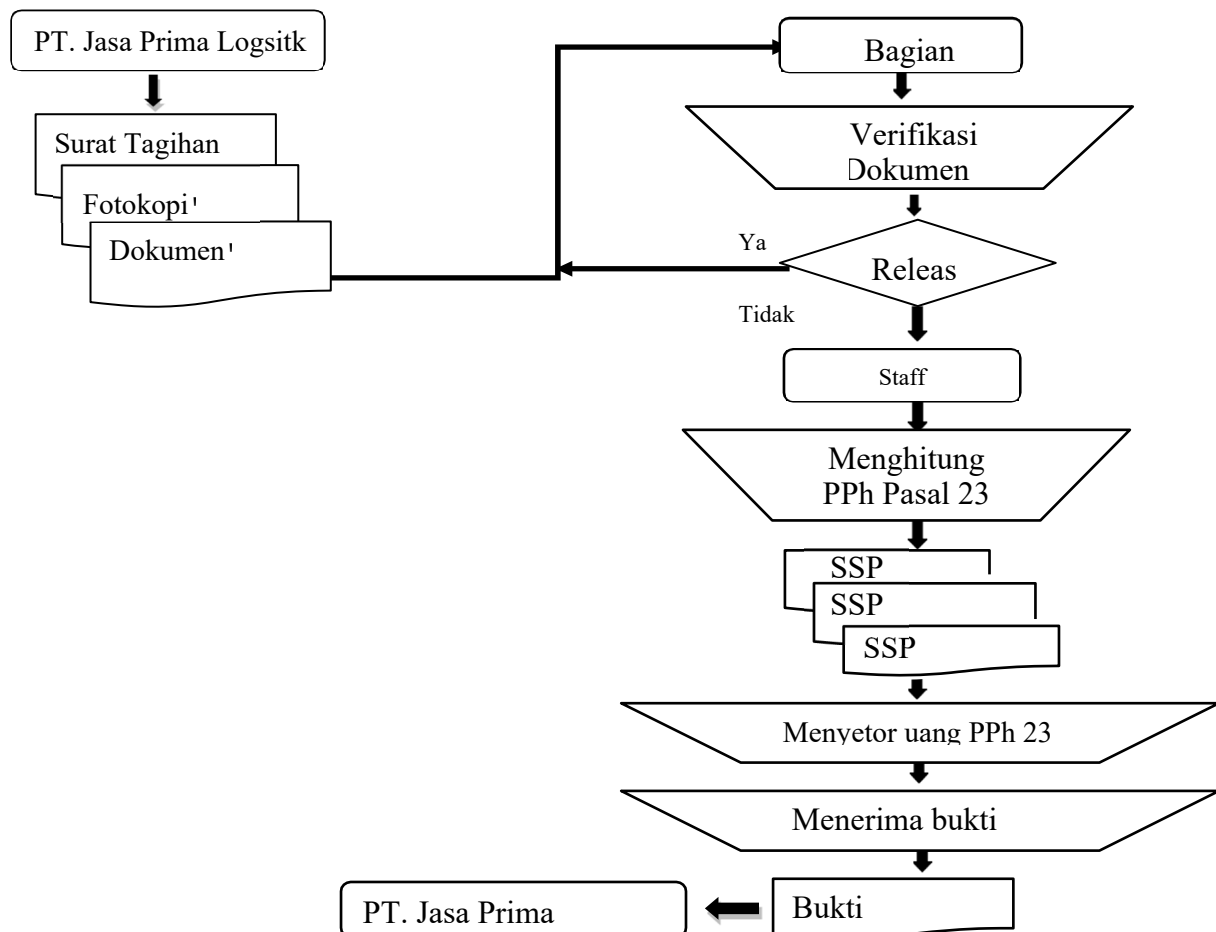 PT. Jasa Prima Logsitk
Surat Tagihan
Fotokopi'
Dokumen'
Bagian
Verifikasi
Dokumen
Ya
Releas
Tidak
Staff
Menghitung
PPh Pasal 23
SSP
SSP
SSP
Menyetor uang PPh 23
Menerima bukti
Bukti
PT. Jasa Prima